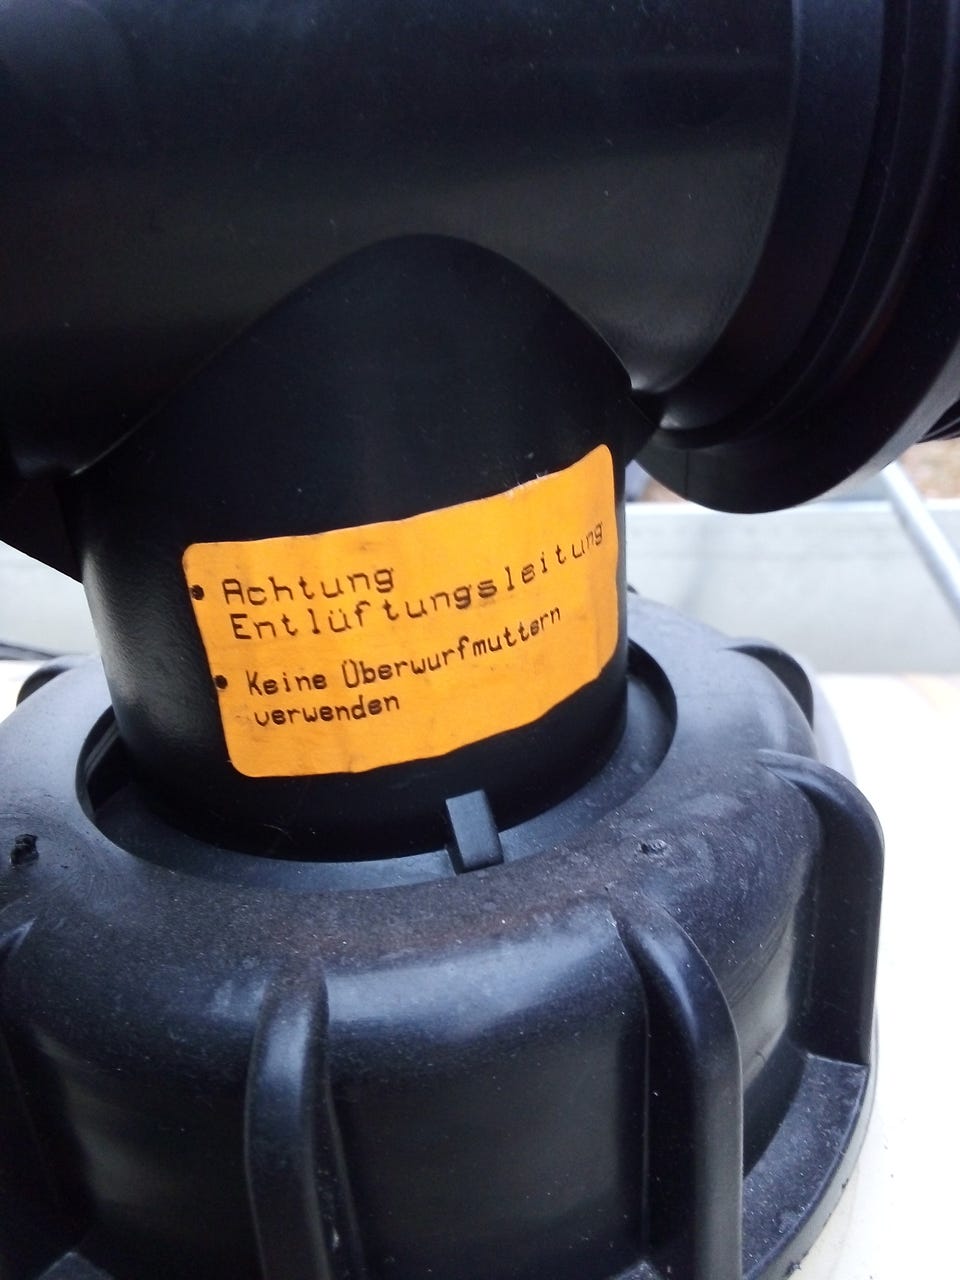 • Achtung
Entlüftungsleitung
• Keine Überwurfmuttern
verwenden